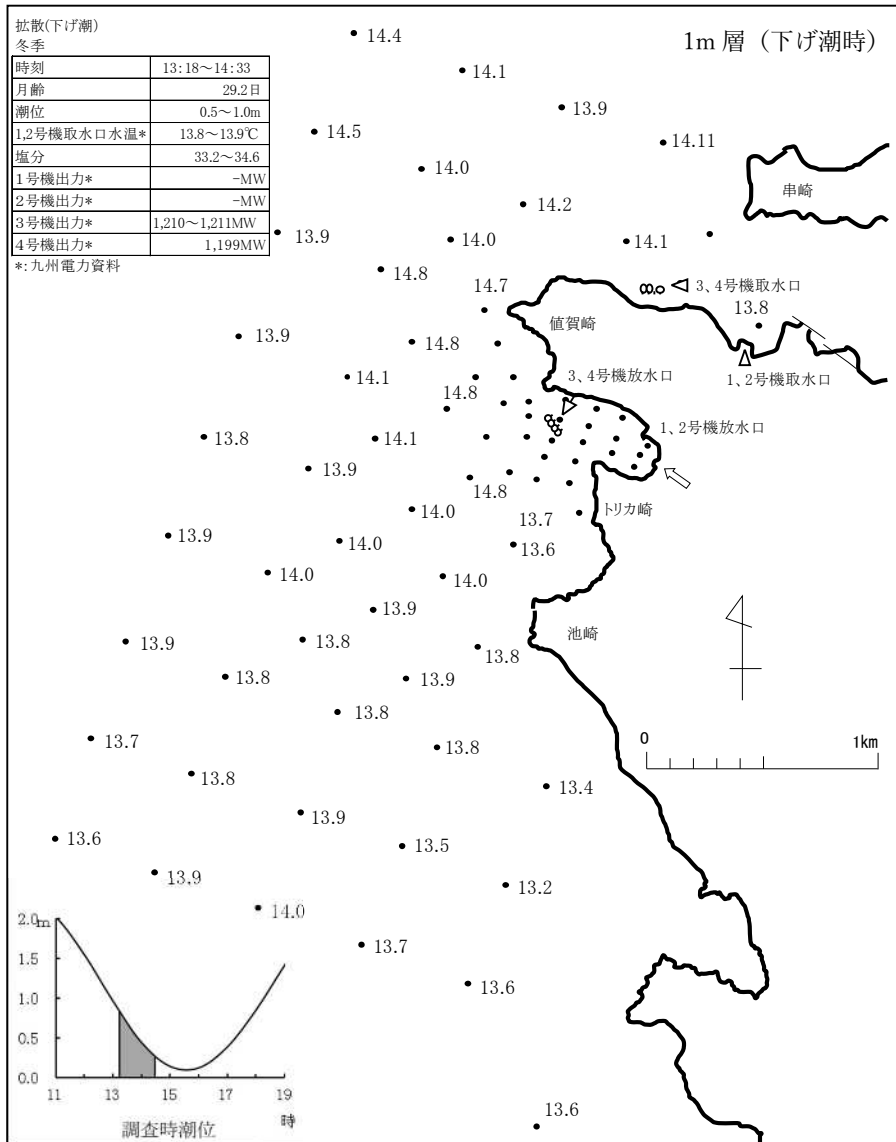 拡散(下げ潮)
冬季
時刻 13:18～14:33
月齢 29.2日
潮位 0.5～1.0m
1,2号機取水口水温* 13.8～13.9℃
塩分 33.2～34.6
1号機出力* -MW
2号機出力* -MW
3号機出力* 1,210～1,211MW
4号機出力* 1,199MW
*:九州電力資料
1m 層（下げ潮時）
14.4
14.1
13.9
14.5
14.11
14.0
串崎
14.2
13.9
14.0
14.1
14.8
14.7
3、4号機取水口
13.8
値賀崎
13.9
14.8
14.1
3、4号機放水口
1、2号機取水口
14.8
13.8
14.1
1、2号機放水口
13.9
14.8
14.0
13.7
トリカ崎
13.9
14.0
13.6
14.0
14.0
13.9
13.9
13.8
池崎
13.8
13.8
13.9
13.8
13.7
13.8
0 1km
13.8
13.4
13.9
13.6
13.5
13.9
13.2
14.0
13.7
13.6
13.6
2.0
m
1.5
1.0
0.5
0.0
11 13 15 17 19
時
調査時潮位